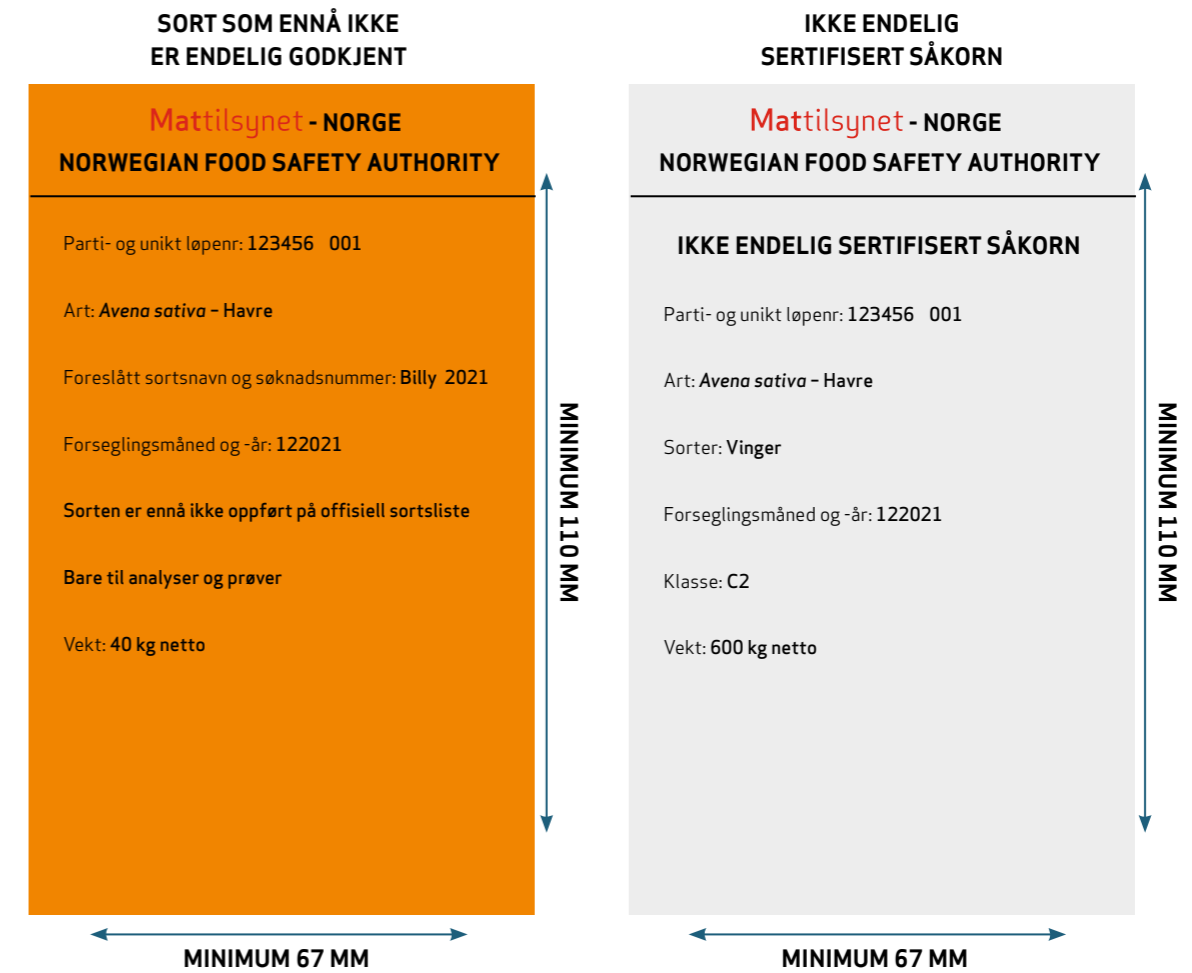 SORT SOM ENNÅ IKKE
ER ENDELIG GODKJENT
Mattilsynet - NORGE
NORWEGIAN FOOD SAFETY AUTHORITY
Parti- og unikt løpenr: 123456 001
Art: Avena sativa – Havre
Foreslått sortsnavn og søknadsnummer: Billy 2021
Forseglingsmåned og -år: 122021
Sorten er ennå ikke oppført på offisiell sortsliste
Bare til analyser og prøver
Vekt: 40 kg netto
MINIMUM 110 MM
MINIMUM 67 MM
IKKE ENDELIG
SERTIFISERT SÅKORN
Mattilsynet - NORGE
NORWEGIAN FOOD SAFETY AUTHORITY
IKKE ENDELIG SERTIFISERT SÅKORN
Parti- og unikt løpenr: 123456 001
Art: Avena sativa – Havre
Sorter: Vinger
Forseglingsmåned og -år: 122021
Klasse: C2
Vekt: 600 kg netto
MINIMUM 110 MM
MINIMUM 67 MM